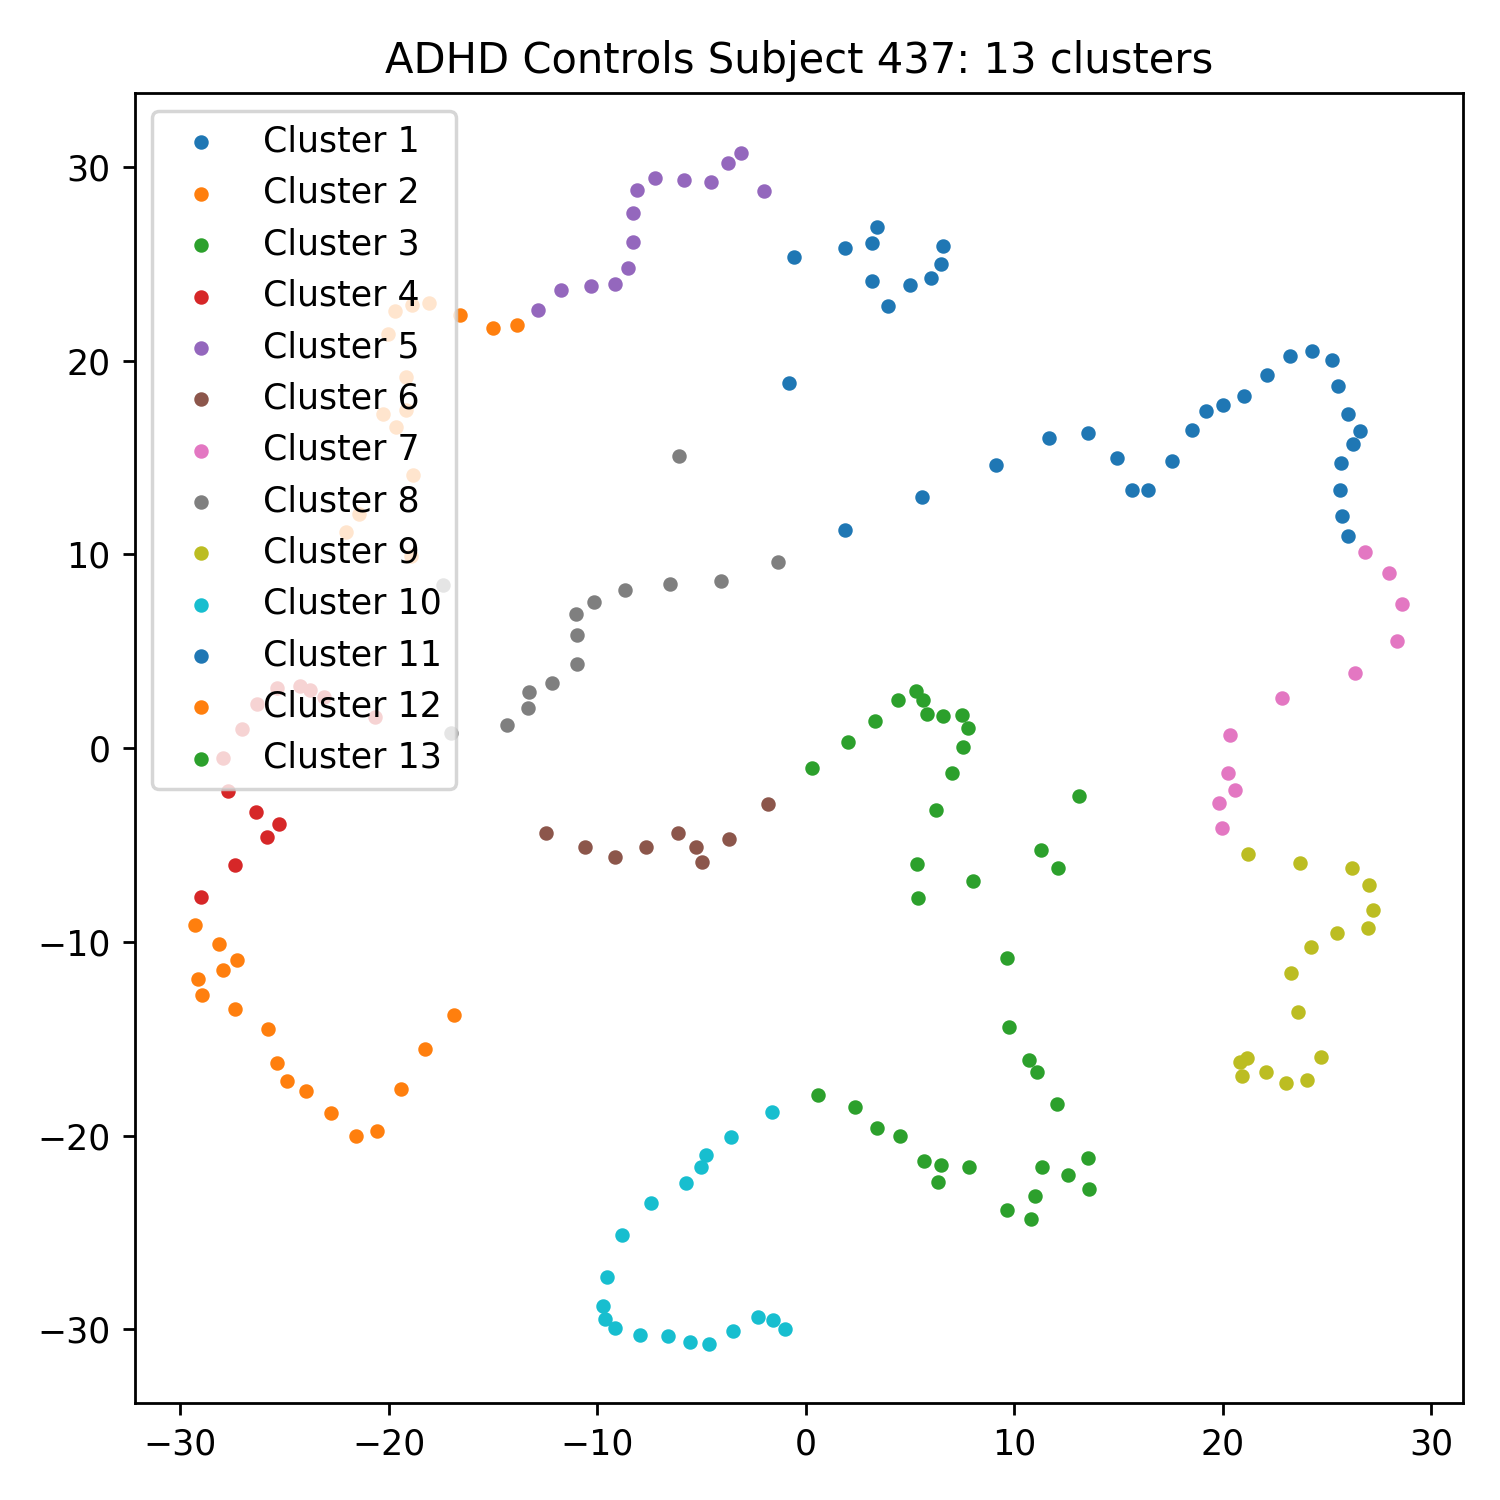 ADHD Controls Subject 437: 13 clusters
Cluster 1
Cluster 2
Cluster 3
Cluster 4
Cluster 5
Cluster 6
Cluster 7
Cluster 8
Cluster 9
Cluster 10
Cluster 11
Cluster 12
Cluster 13
30
20
10
0
−10
−20
−30
−30 −20 −10 0 10 20 30